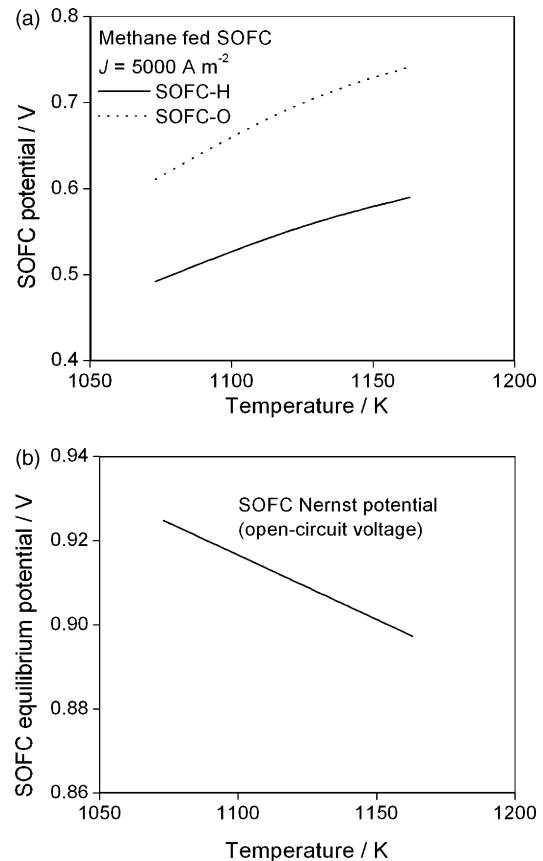 (a)
0.8
Methane fed SOFC
J = 5000 A m⁻²
SOFC-H
SOFC-O
0.7
0.6
0.5
0.4
SOFC potential / V
1050 1100 1150 1200
Temperature / K
(b)
0.94
SOFC Nernst potential
(open-circuit voltage)
0.92
0.90
0.88
0.86
SOFC equilibrium potential / V
1050 1100 1150 1200
Temperature / K